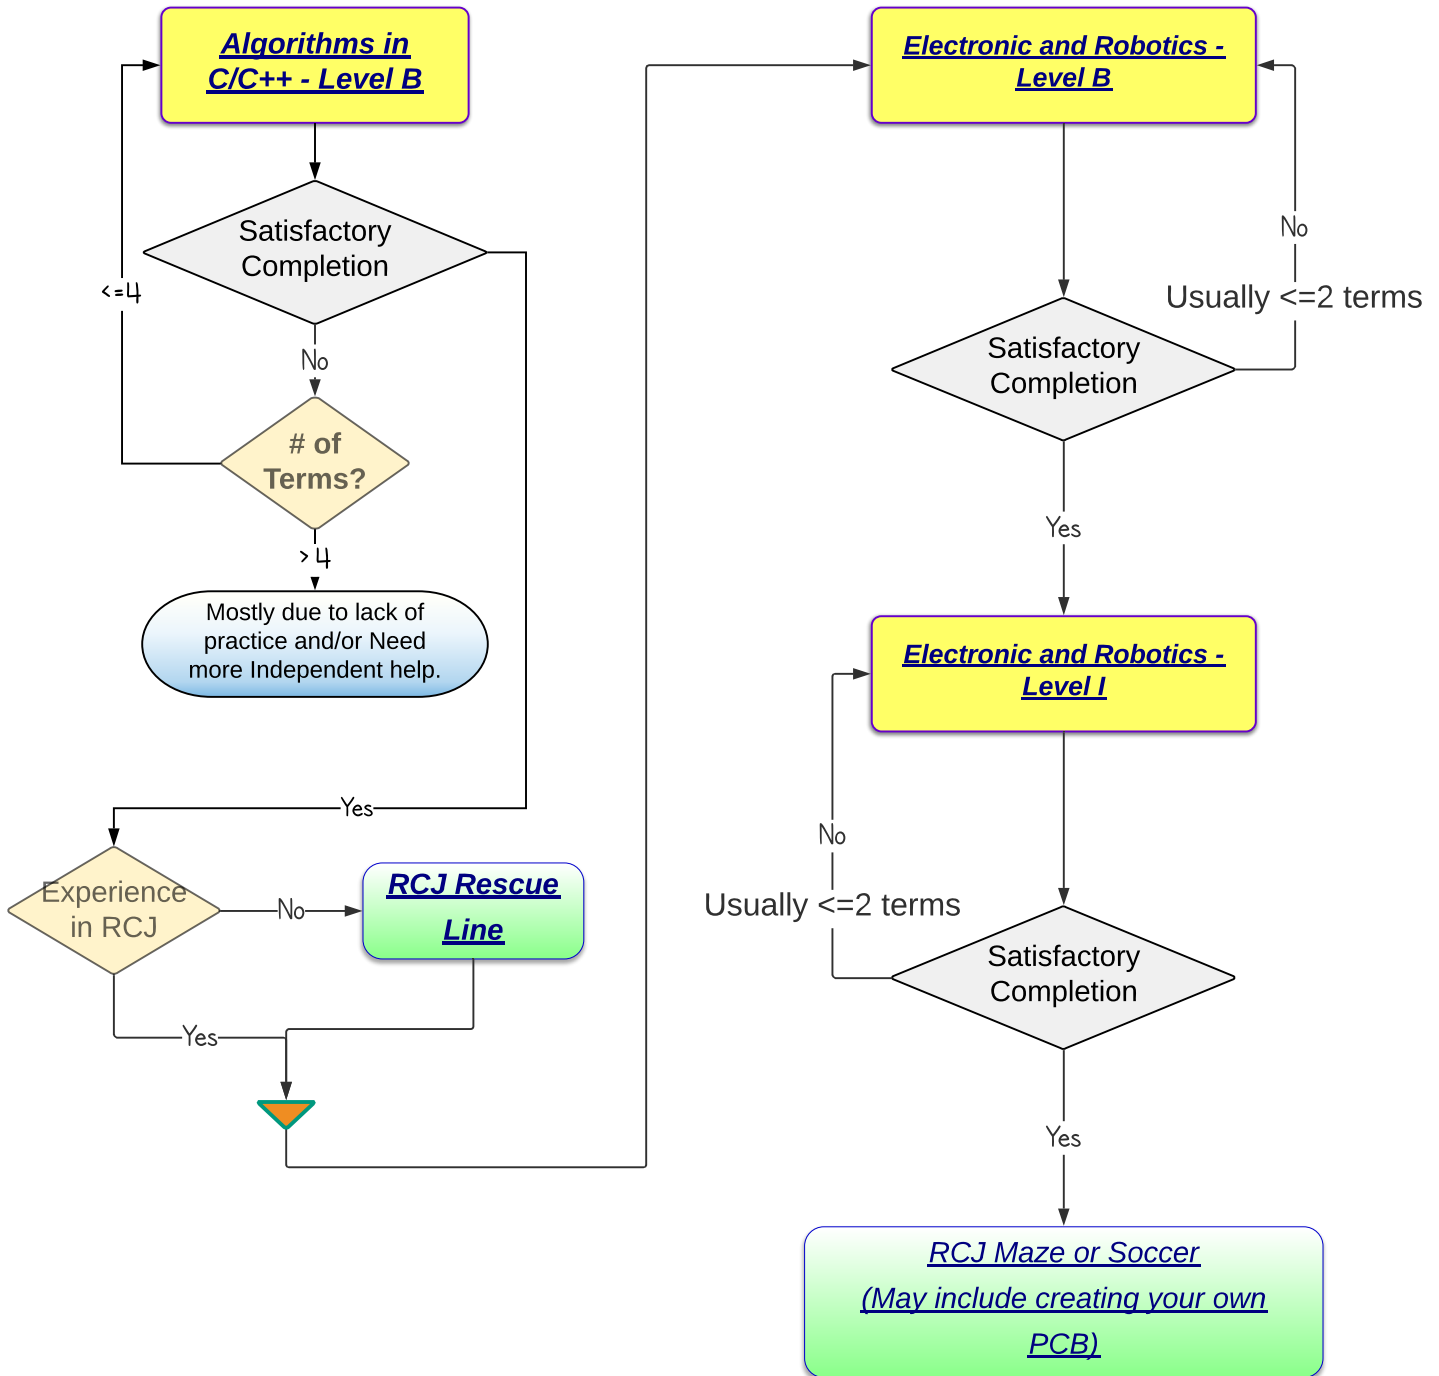 Algorithms in
C/C++ - Level B
Satisfactory
Completion
<=4
No
# of
Terms?
>4
Mostly due to lack of
practice and/or Need
more Independent help.
Yes
Experience
in RCJ
No
RCJ Rescue
Line
Yes
Electronic and Robotics -
Level B
No
Usually <=2 terms
Satisfactory
Completion
Yes
Electronic and Robotics -
Level I
No
Usually <=2 terms
Satisfactory
Completion
Yes
RCJ Maze or Soccer
(May include creating your own
PCB)